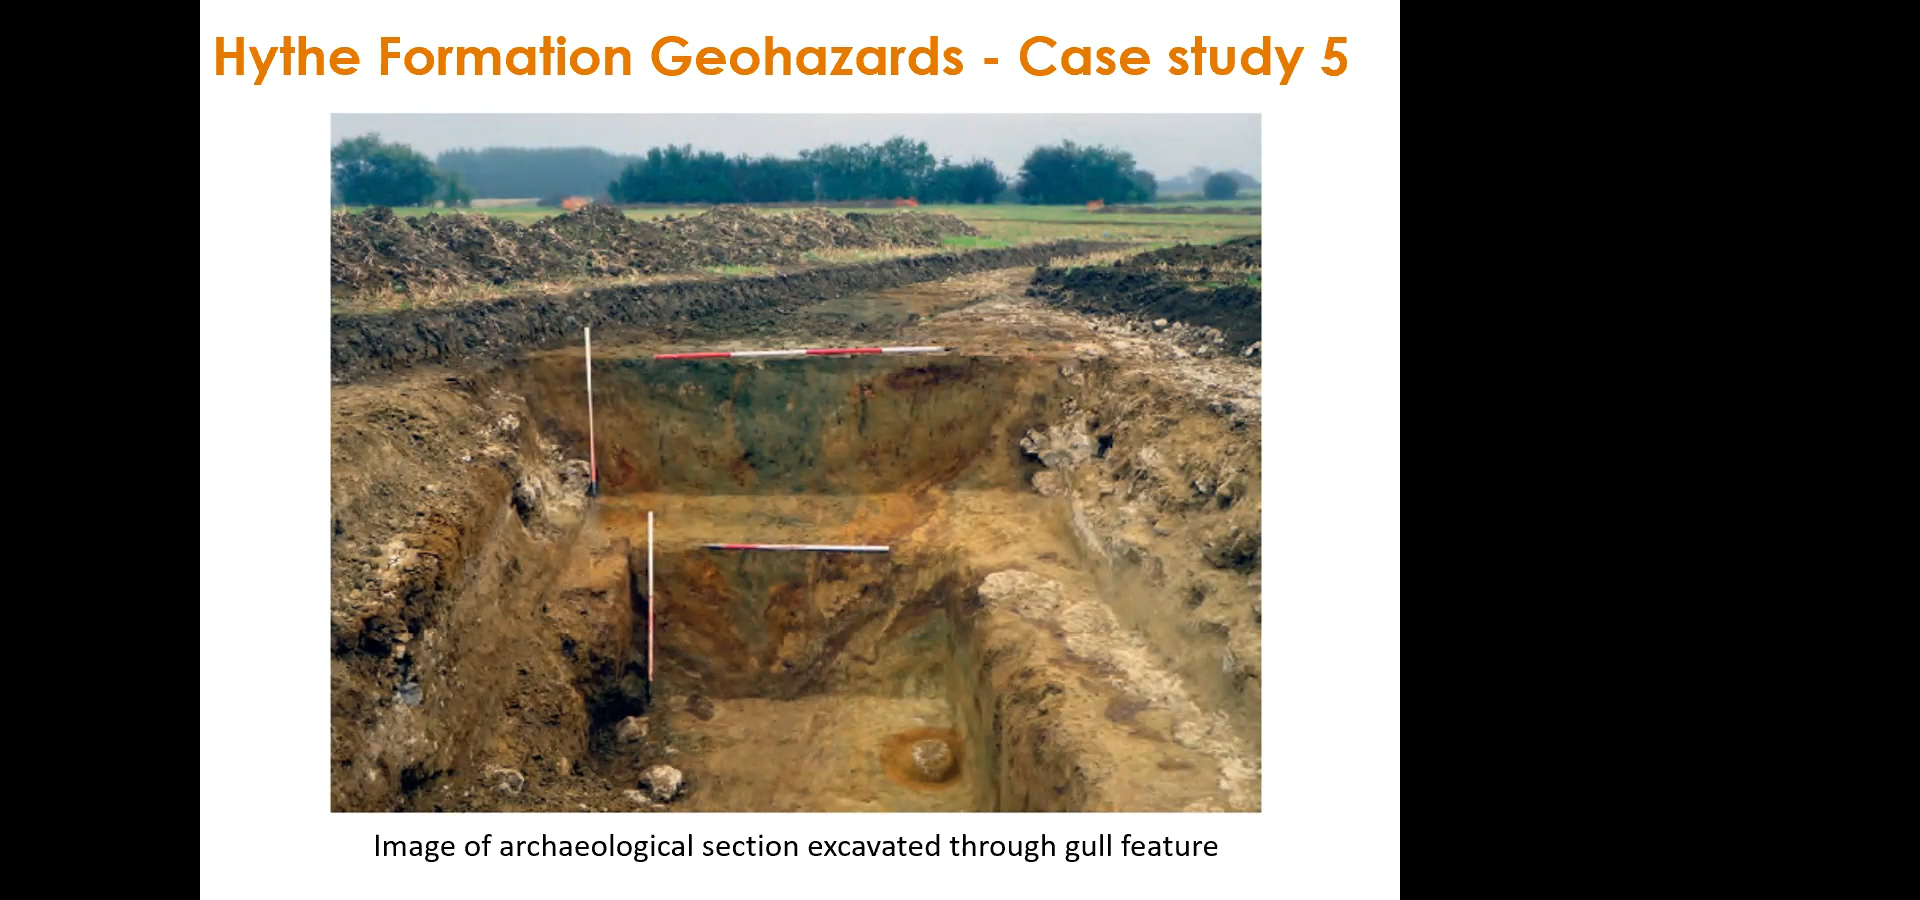 Hythe Formation Geohazards - Case study 5
Image of archaeological section excavated through gull feature